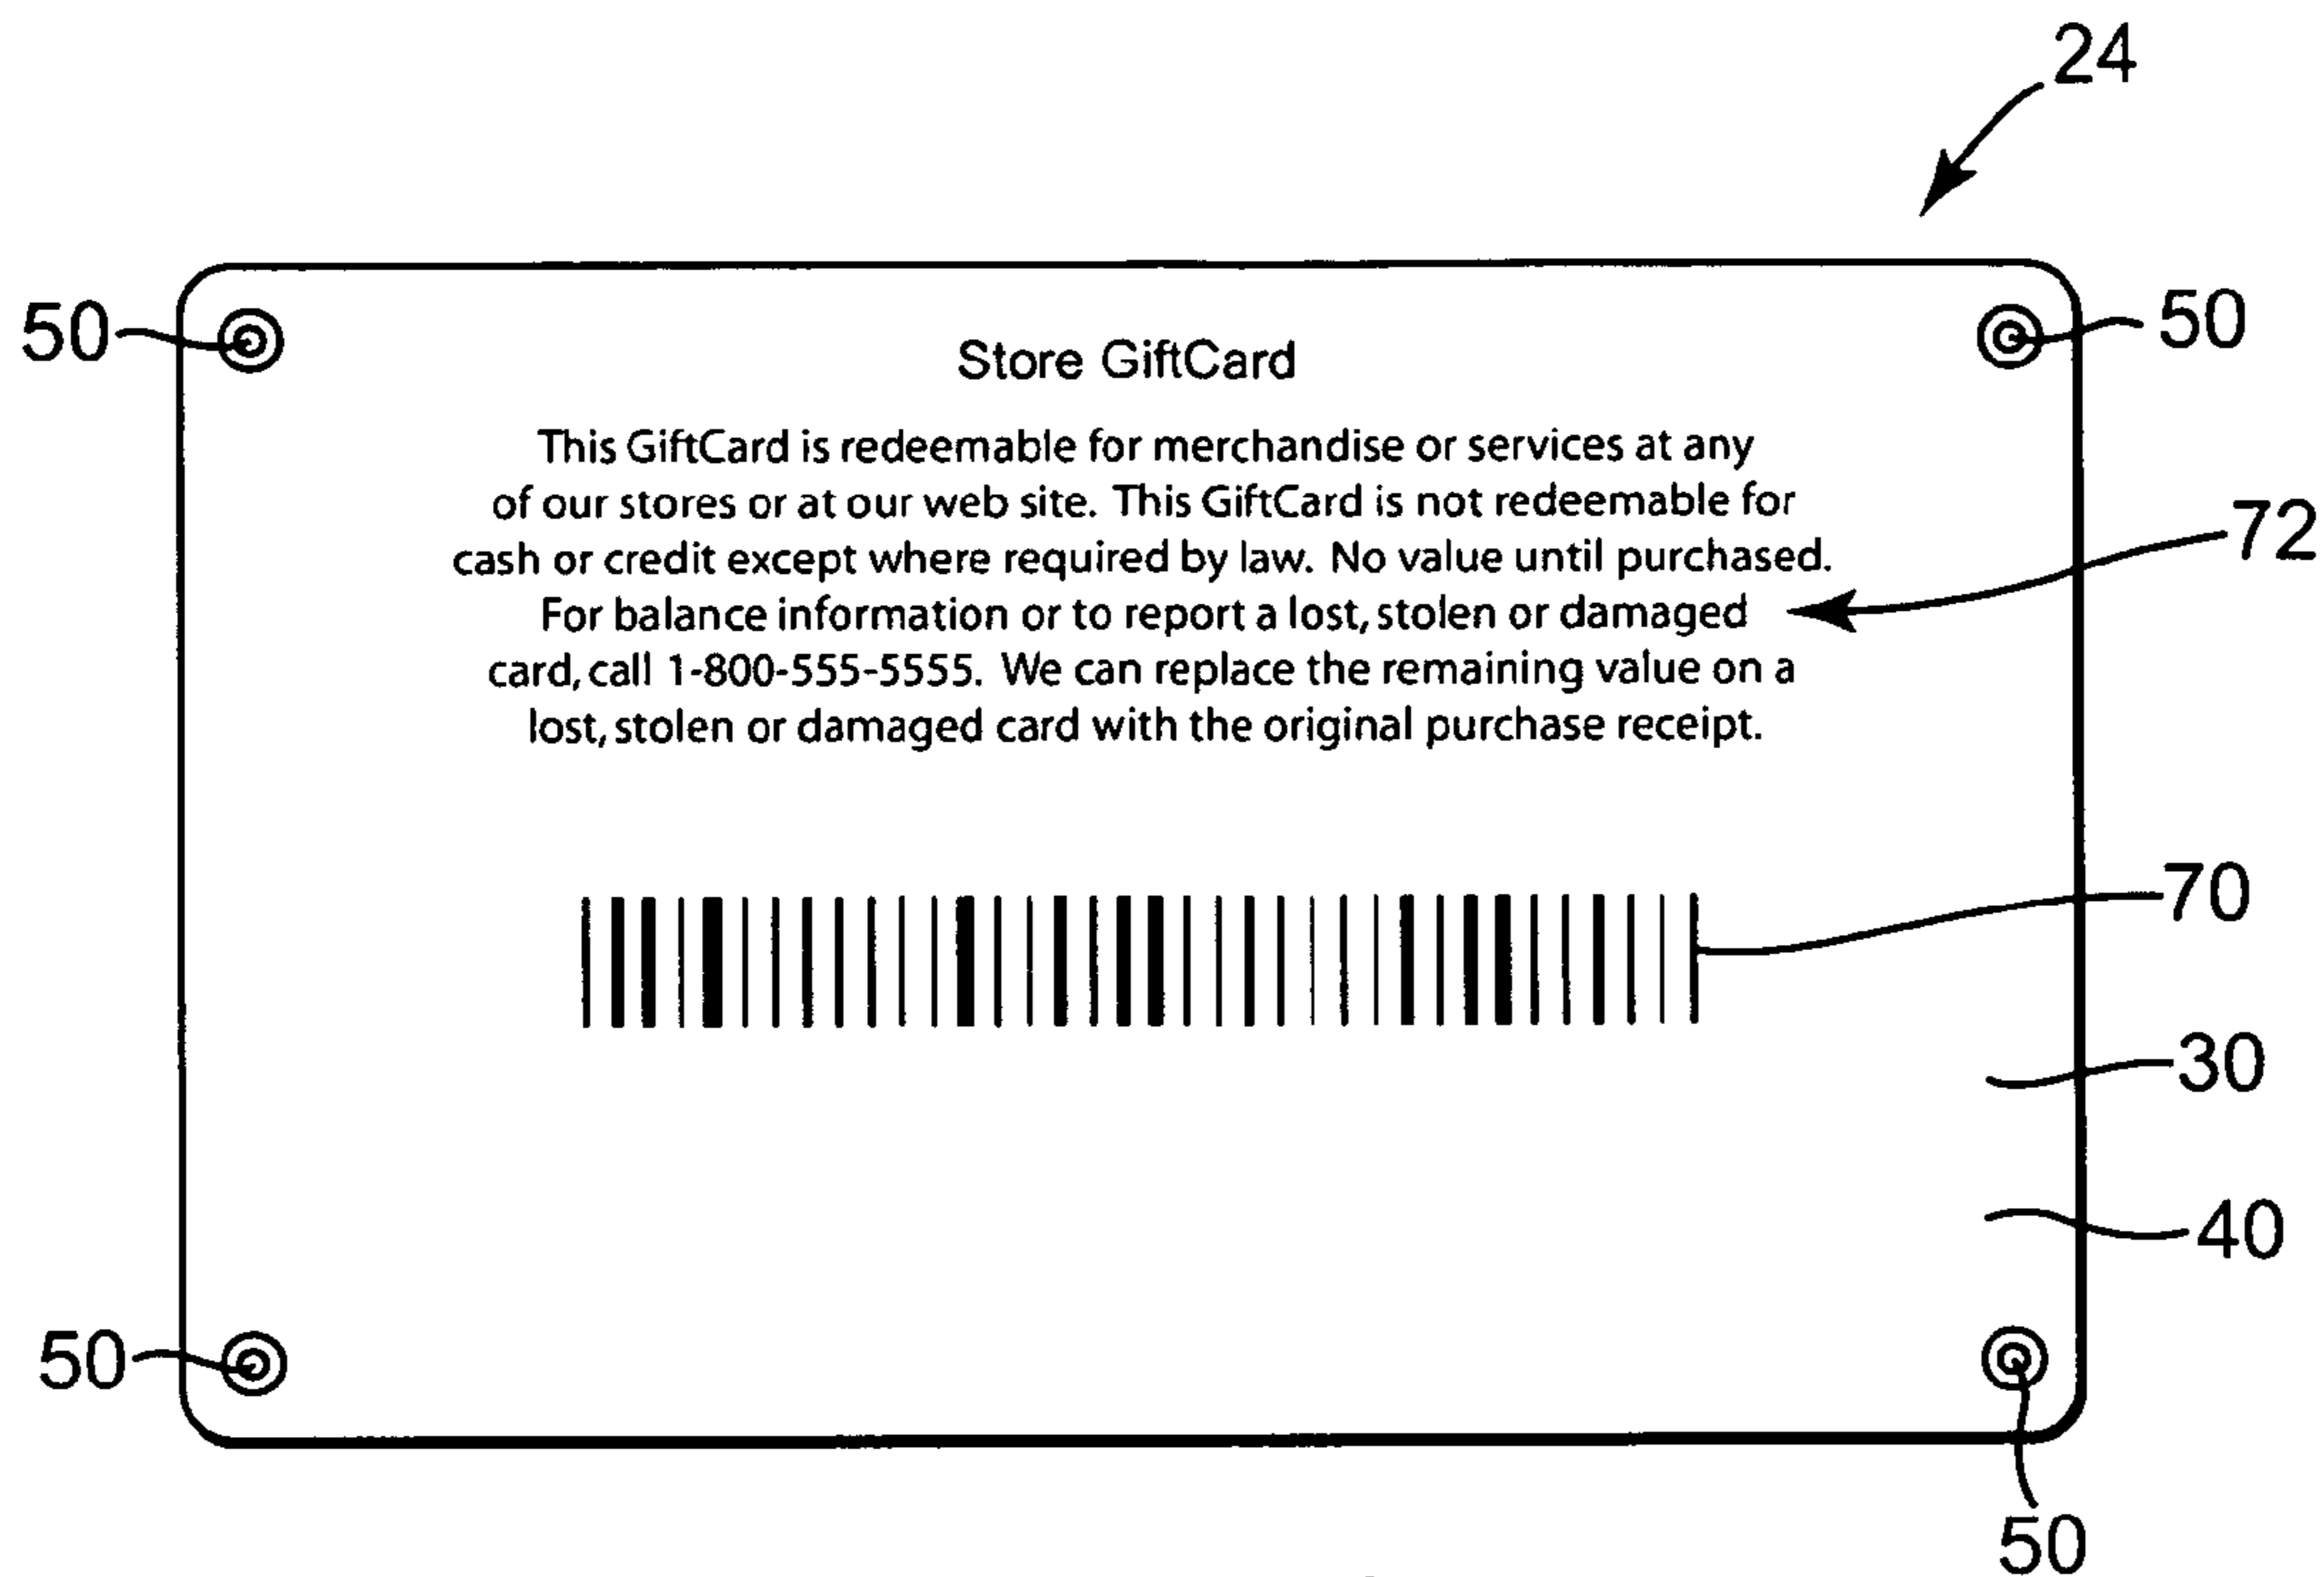 24
50
50
Store GiftCard
This GiftCard is redeemable for merchandise or services at any
of our stores or at our web site. This GiftCard is not redeemable for
72
cash or credit except where required by law. No value until purchased.
For balance information or to report a lost, stolen or damaged
card, call 1-800-555-5555. We can replace the remaining value on a
lost, stolen or damaged card with the original purchase receipt.
70
30
40
50
50